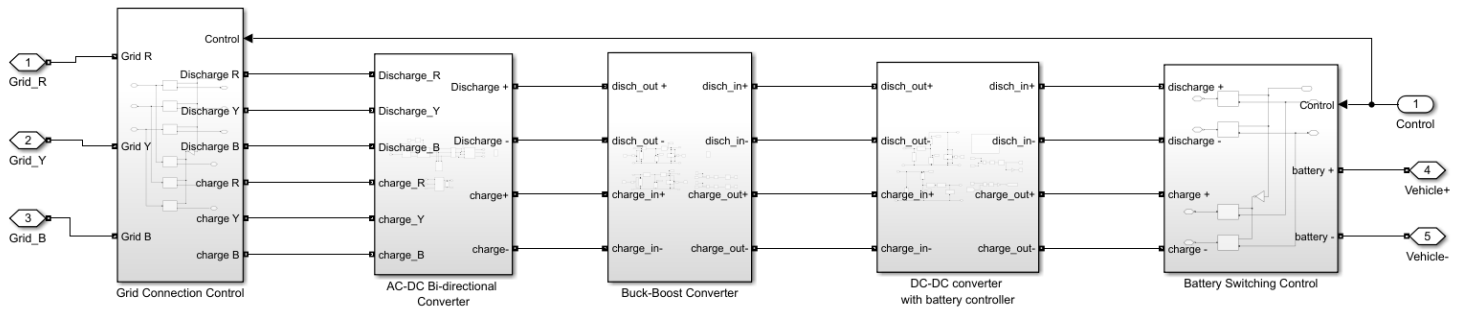 1
Grid_R
2
Grid_Y
3
Grid_B
Control
Grid R
Grid Y
Grid B
Discharge R
Discharge Y
Discharge B
charge R
charge Y
charge B
Grid Connection Control
Discharge_R
Discharge_Y
Discharge_B
charge_R
charge_Y
charge_B
Discharge +
Discharge -
charge+
charge-
AC-DC Bi-directional
Converter
disch_out +
disch_out -
charge_in+
charge_in-
disch_in+
disch_in-
charge_out+
charge_out-
Buck-Boost Converter
disch_out+
disch_out-
charge_in+
charge_in-
disch_in+
disch_in-
charge_out+
charge_out-
DC-DC converter
with battery controller
discharge +
discharge -
charge +
charge -
Control
battery +
battery -
Battery Switching Control
1
Control
4
Vehicle+
5
Vehicle-